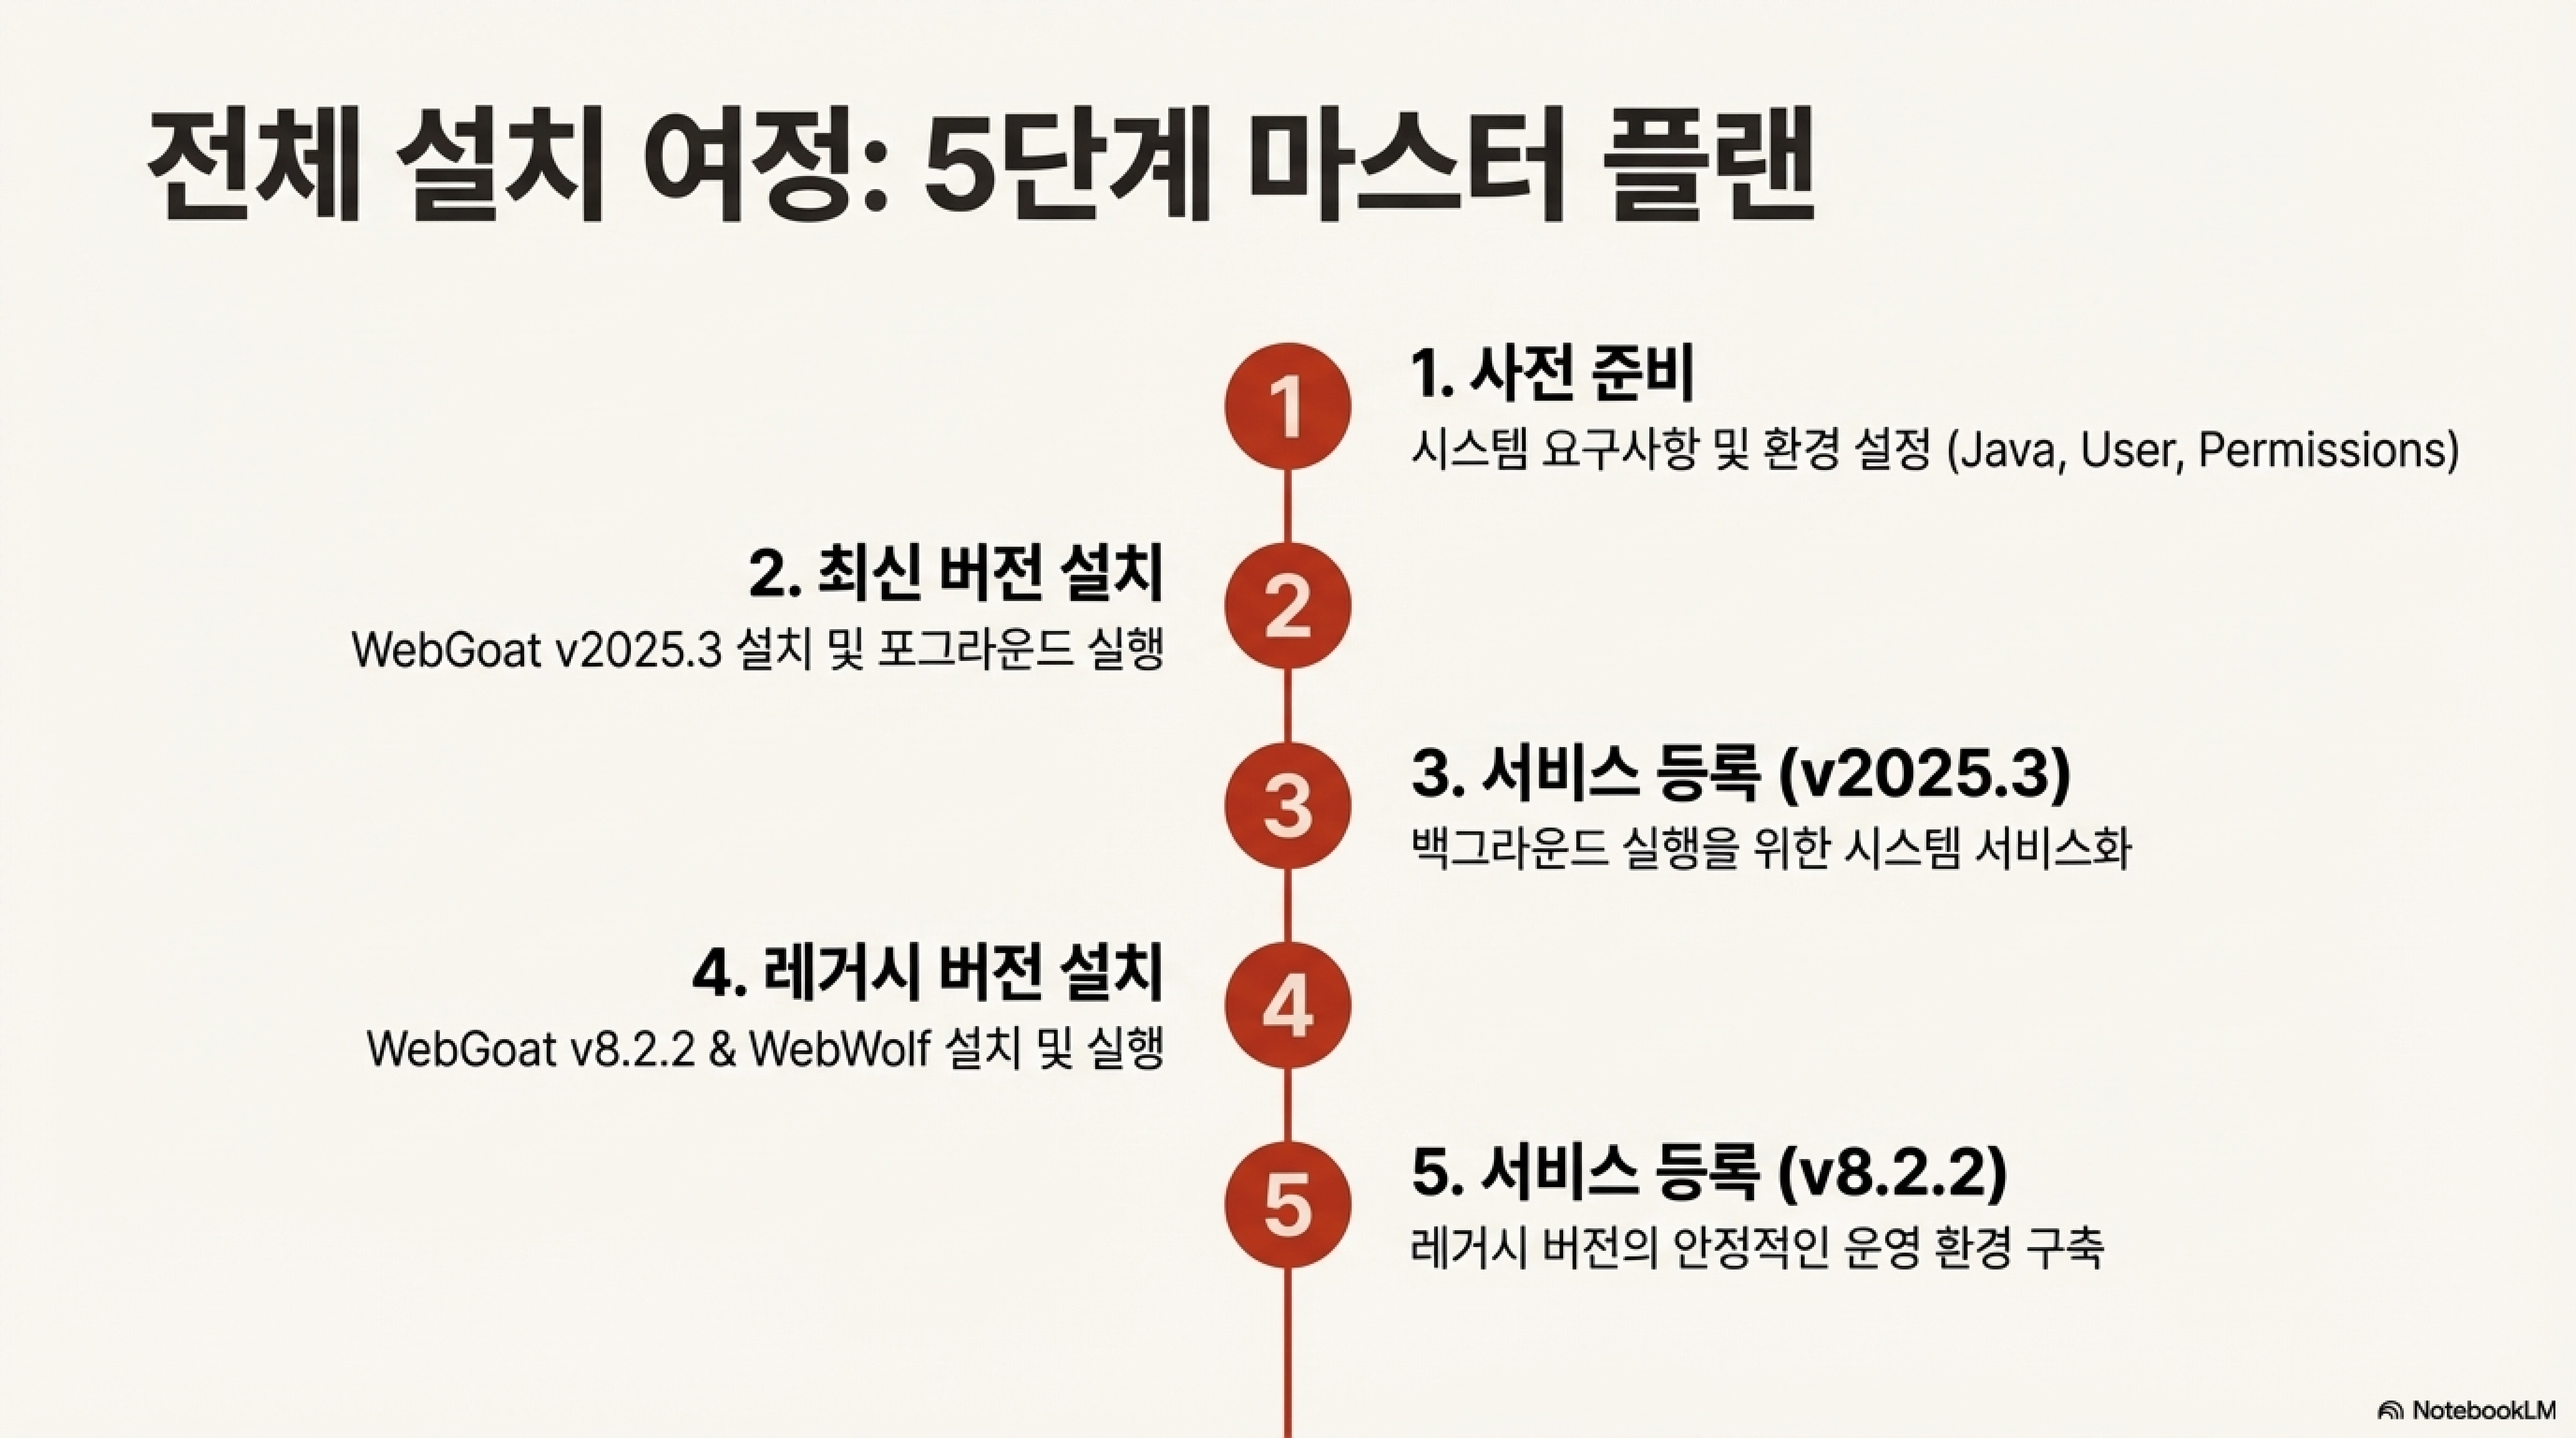 전체 설치 여정: 5단계 마스터 플랜
1
1. 사전 준비
시스템 요구사항 및 환경 설정 (Java, User, Permissions)
2
2. 최신 버전 설치
WebGoat v2025.3 설치 및 포그라운드 실행
3
3. 서비스 등록 (v2025.3)
백그라운드 실행을 위한 시스템 서비스화
4
4. 레거시 버전 설치
WebGoat v8.2.2 & WebWolf 설치 및 실행
5
5. 서비스 등록 (v8.2.2)
레거시 버전의 안정적인 운영 환경 구축
NotebookLM